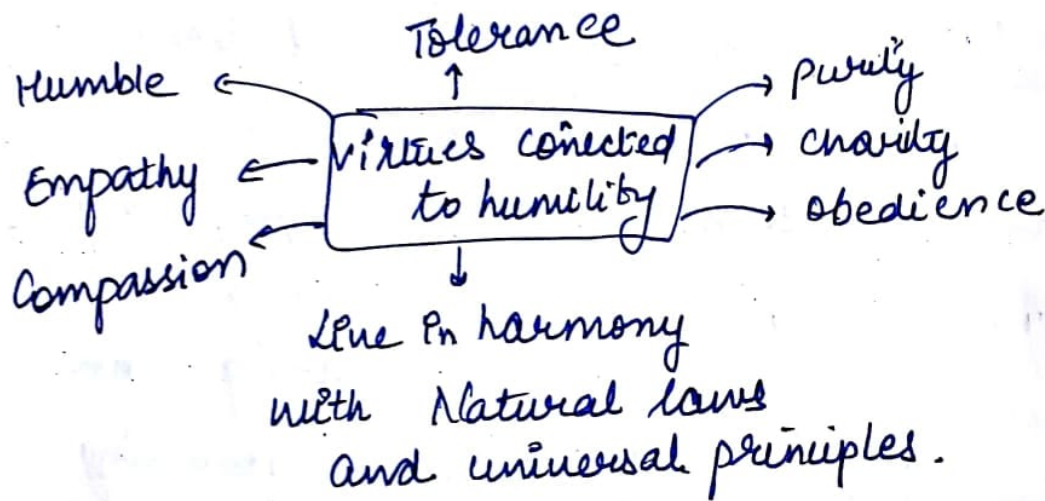 Tolerance
Humble
Purity
Virtues conected
to humility
Empathy
Charity
Obedience
Compassion
Live in harmony
with Natural laws
and universal principles.